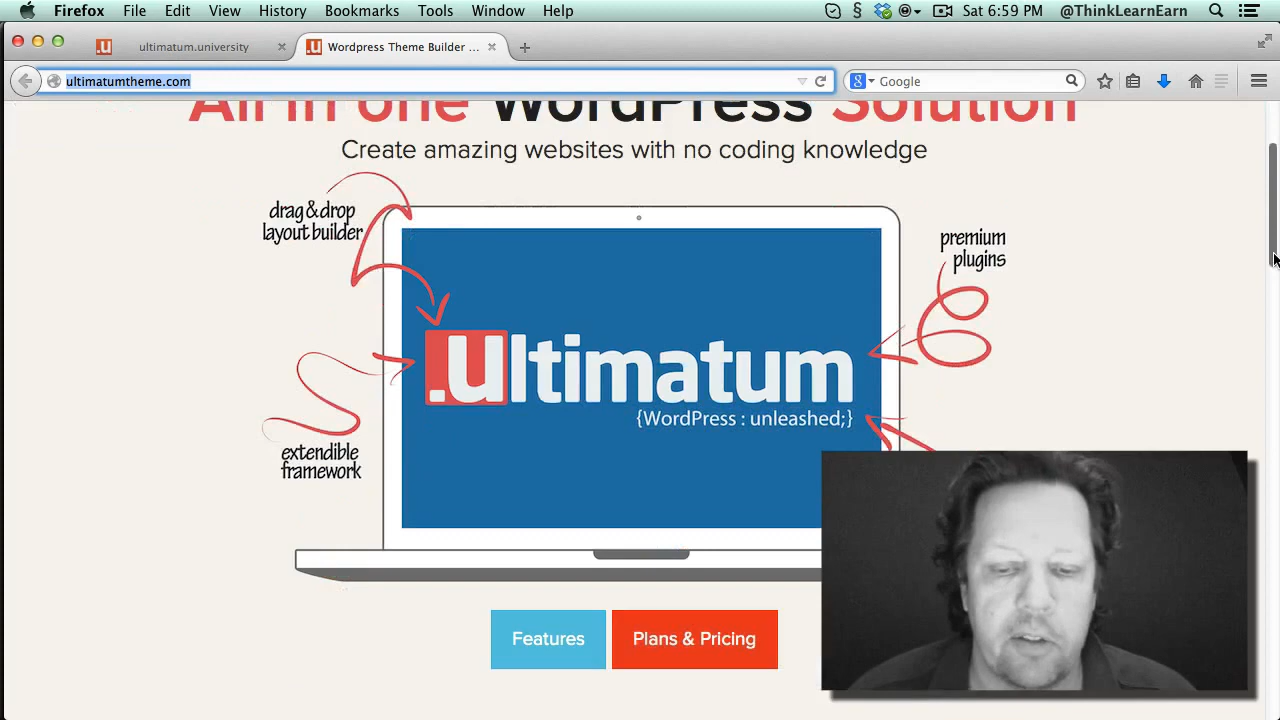 Firefox File Edit View History Bookmarks Tools Window Help Sat 6:59 PM @ThinkLearnEarn
ultimatum.university Wordpress Theme Builder ...
ultimatumtheme.com Google
All in one WordPress Solution
Create amazing websites with no coding knowledge
drag & drop
layout builder
premium
plugins
.ultimatum
{WordPress : unleashed;}
extendible
framework
Features Plans & Pricing